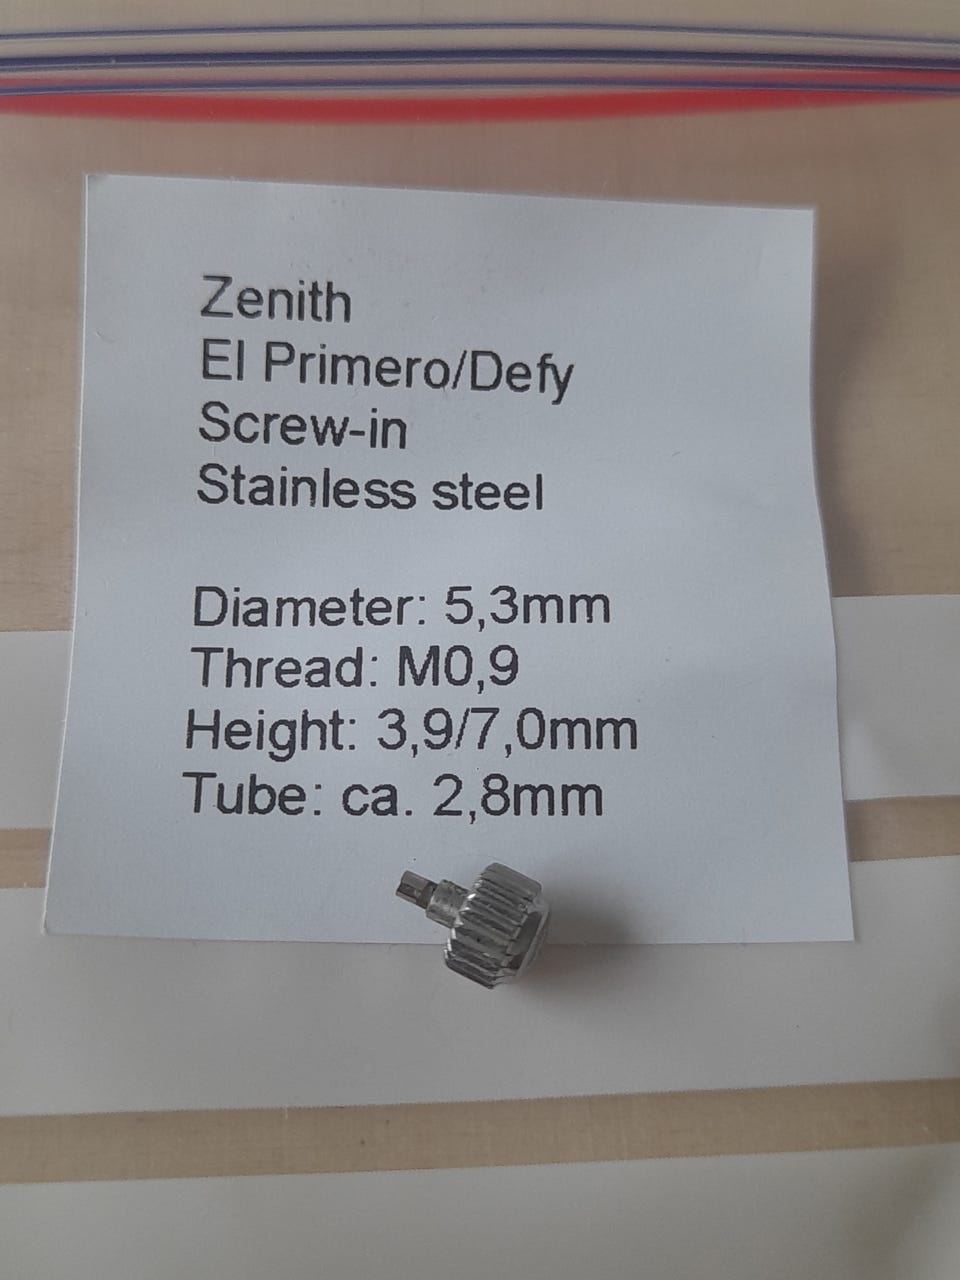 Zenith
El Primero/Defy
Screw-in
Stainless steel
Diameter: 5,3mm
Thread: M0,9
Height: 3,9/7,0mm
Tube: ca. 2,8mm